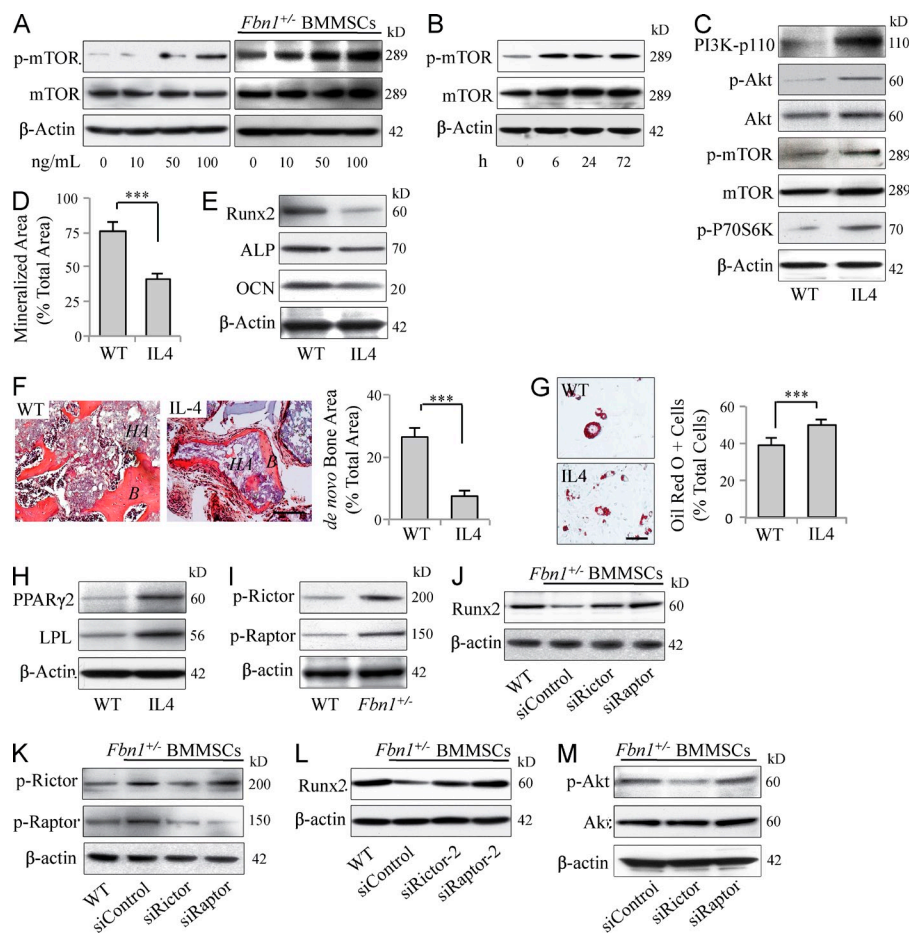 A
Fbn1+/- BMMSCs
kD
p-mTOR 289
mTOR 289
β-Actin 42
ng/mL 0 10 50 100 0 10 50 100
B
kD
p-mTOR 289
mTOR 289
β-Actin 42
h 0 6 24 72
C
kD
PI3K-p110 110
p-Akt 60
Akt 60
p-mTOR 289
mTOR 289
p-P70S6K 70
β-Actin 42
WT IL4
D
Mineralized Area
(% Total Area)
100
75
50
25
0
***
WT IL4
E
kD
Runx2 60
ALP 70
OCN 20
β-Actin 42
WT IL4
F
WT
HA
B
IL-4
HA
B
de novo Bone Area
(% Total Area)
40
20
0
***
WT IL4
G
WT
IL4
Oil Red O + Cells
(% Total Cells)
60
40
20
0
***
WT IL4
H
kD
PPARγ2 60
LPL 56
β-Actin 42
WT IL4
I
kD
p-Rictor 200
p-Raptor 150
β-actin 42
WT Fbn1+/-
J
Fbn1+/- BMMSCs
kD
Runx2 60
β-actin 42
WT siControl siRictor siRaptor
K
Fbn1+/- BMMSCs
kD
p-Rictor 200
p-Raptor 150
β-actin 42
WT siControl siRictor siRaptor
L
Fbn1+/- BMMSCs
kD
Runx2 60
β-actin 42
WT siControl siRictor-2 siRaptor-2
M
Fbn1+/- BMMSCs
kD
p-Akt 60
Akt 60
β-actin 42
siControl siRictor siRaptor